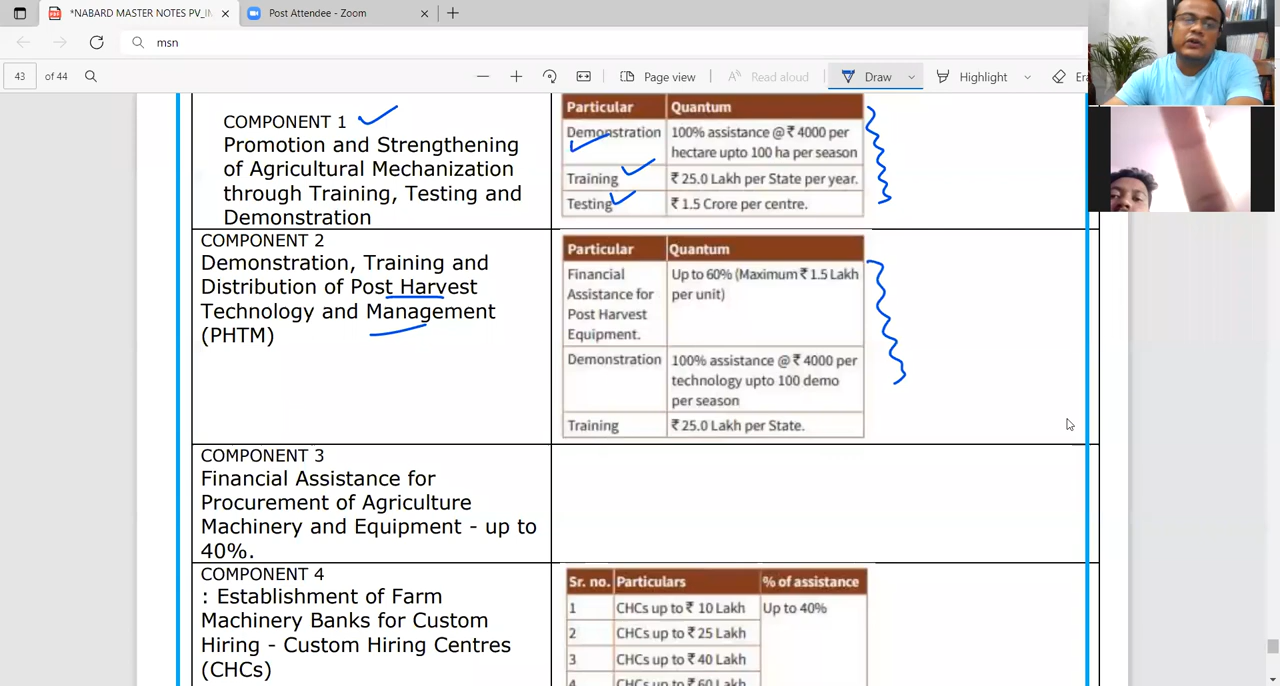 *NABARD MASTER NOTES PV_IN
Post Attendee - Zoom
msn
43 of 44
Page view
Read aloud
Draw
Highlight
COMPONENT 1
Promotion and Strengthening
of Agricultural Mechanization
through Training, Testing and
Demonstration
Particular Quantum
Demonstration 100% assistance @ ₹ 4000 per
hectare upto 100 ha per season
Training ₹ 25.0 Lakh per State per year.
Testing ₹ 1.5 Crore per centre.
COMPONENT 2
Demonstration, Training and
Distribution of Post Harvest
Technology and Management
(PHTM)
Particular Quantum
Financial Up to 60% (Maximum ₹ 1.5 Lakh
Assistance for per unit)
Post Harvest
Equipment.
Demonstration 100% assistance @ ₹ 4000 per
technology upto 100 demo
per season
Training ₹ 25.0 Lakh per State.
COMPONENT 3
Financial Assistance for
Procurement of Agriculture
Machinery and Equipment - up to
40%.
COMPONENT 4
: Establishment of Farm
Machinery Banks for Custom
Hiring - Custom Hiring Centres
(CHCs)
Sr. no. Particulars % of assistance
1 CHCs up to ₹ 10 Lakh Up to 40%
2 CHCs up to ₹ 25 Lakh
3 CHCs up to ₹ 40 Lakh
4 CHCs up to ₹ 60 Lakh